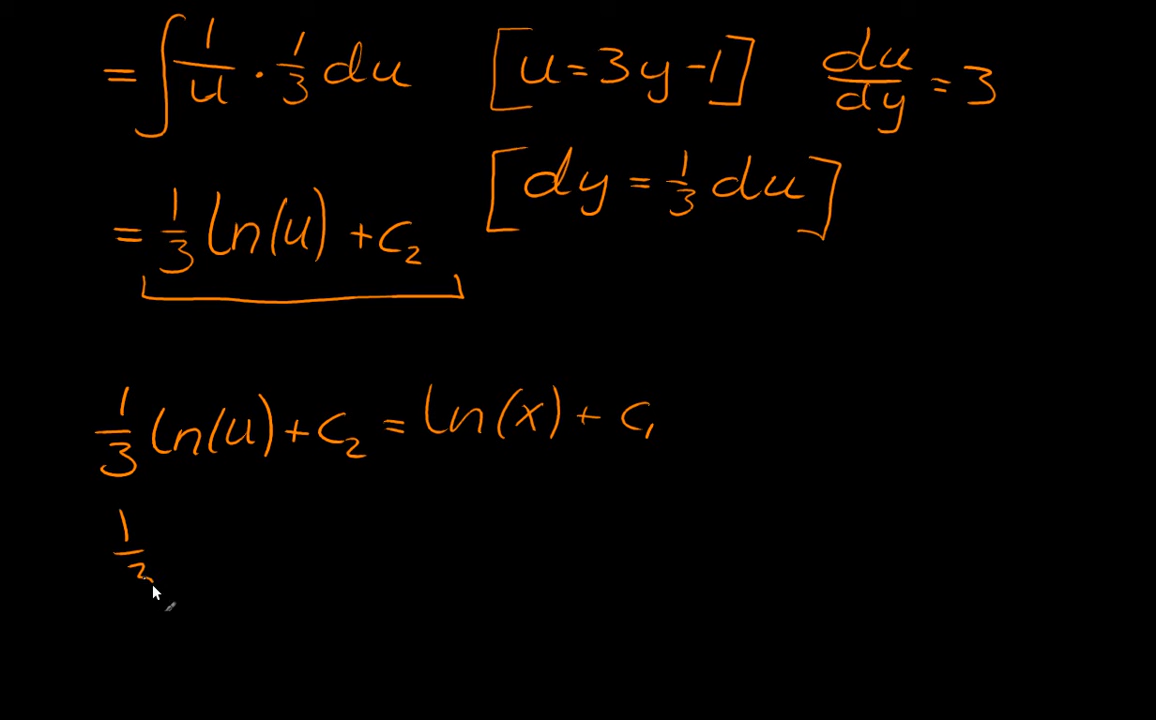 = ∫ 1/u · 1/3 du [u = 3y - 1] du/dy = 3
[dy = 1/3 du]
= 1/3 ln(u) + c₂
1/3 ln(u) + c₂ = ln(x) + c₁
1/